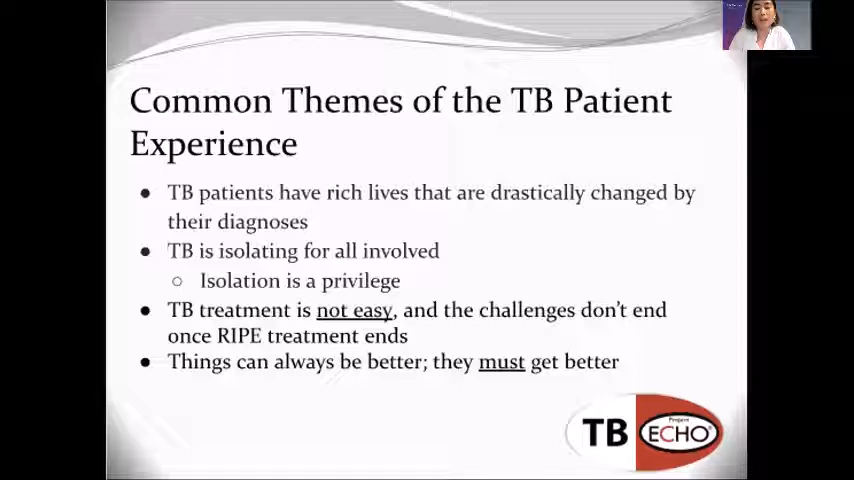 Common Themes of the TB Patient
Experience
● TB patients have rich lives that are drastically changed by
their diagnoses
● TB is isolating for all involved
○ Isolation is a privilege
● TB treatment is not easy, and the challenges don't end
once RIPE treatment ends
● Things can always be better; they must get better
Project
TB ECHO®